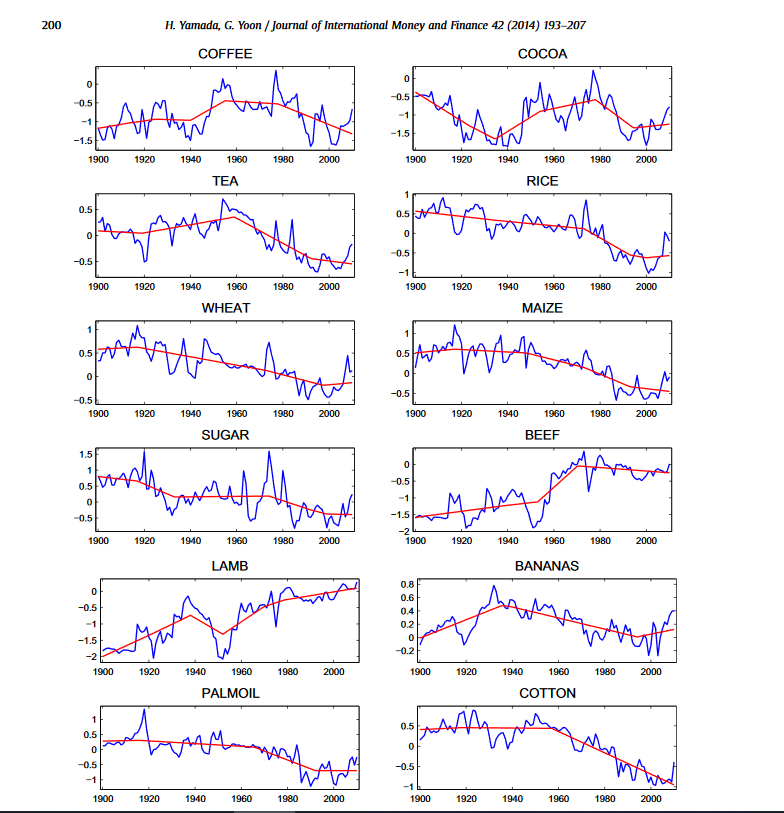 200 H. Yamada, G. Yoon / Journal of International Money and Finance 42 (2014) 193–207
COFFEE COCOA
0 0
−0.5 −0.5
−1 −1
−1.5 −1.5
1900 1920 1940 1960 1980 2000 1900 1920 1940 1960 1980 2000
TEA RICE
1
0.5 0.5
0 0
−0.5 −0.5
−1
1900 1920 1940 1960 1980 2000 1900 1920 1940 1960 1980 2000
WHEAT MAIZE
1 1
0.5 0.5
0 0
−0.5 −0.5
1900 1920 1940 1960 1980 2000 1900 1920 1940 1960 1980 2000
SUGAR BEEF
1.5
1 0
0.5 −0.5
0 −1
−0.5 −1.5
−2
1900 1920 1940 1960 1980 2000 1900 1920 1940 1960 1980 2000
LAMB BANANAS
0.8
0 0.6
−0.5 0.4
−1 0.2
−1.5 0
−2 −0.2
1900 1920 1940 1960 1980 2000 1900 1920 1940 1960 1980 2000
PALMOIL COTTON
1
0.5 0.5
0 0
−0.5 −0.5
−1 −1
1900 1920 1940 1960 1980 2000 1900 1920 1940 1960 1980 2000